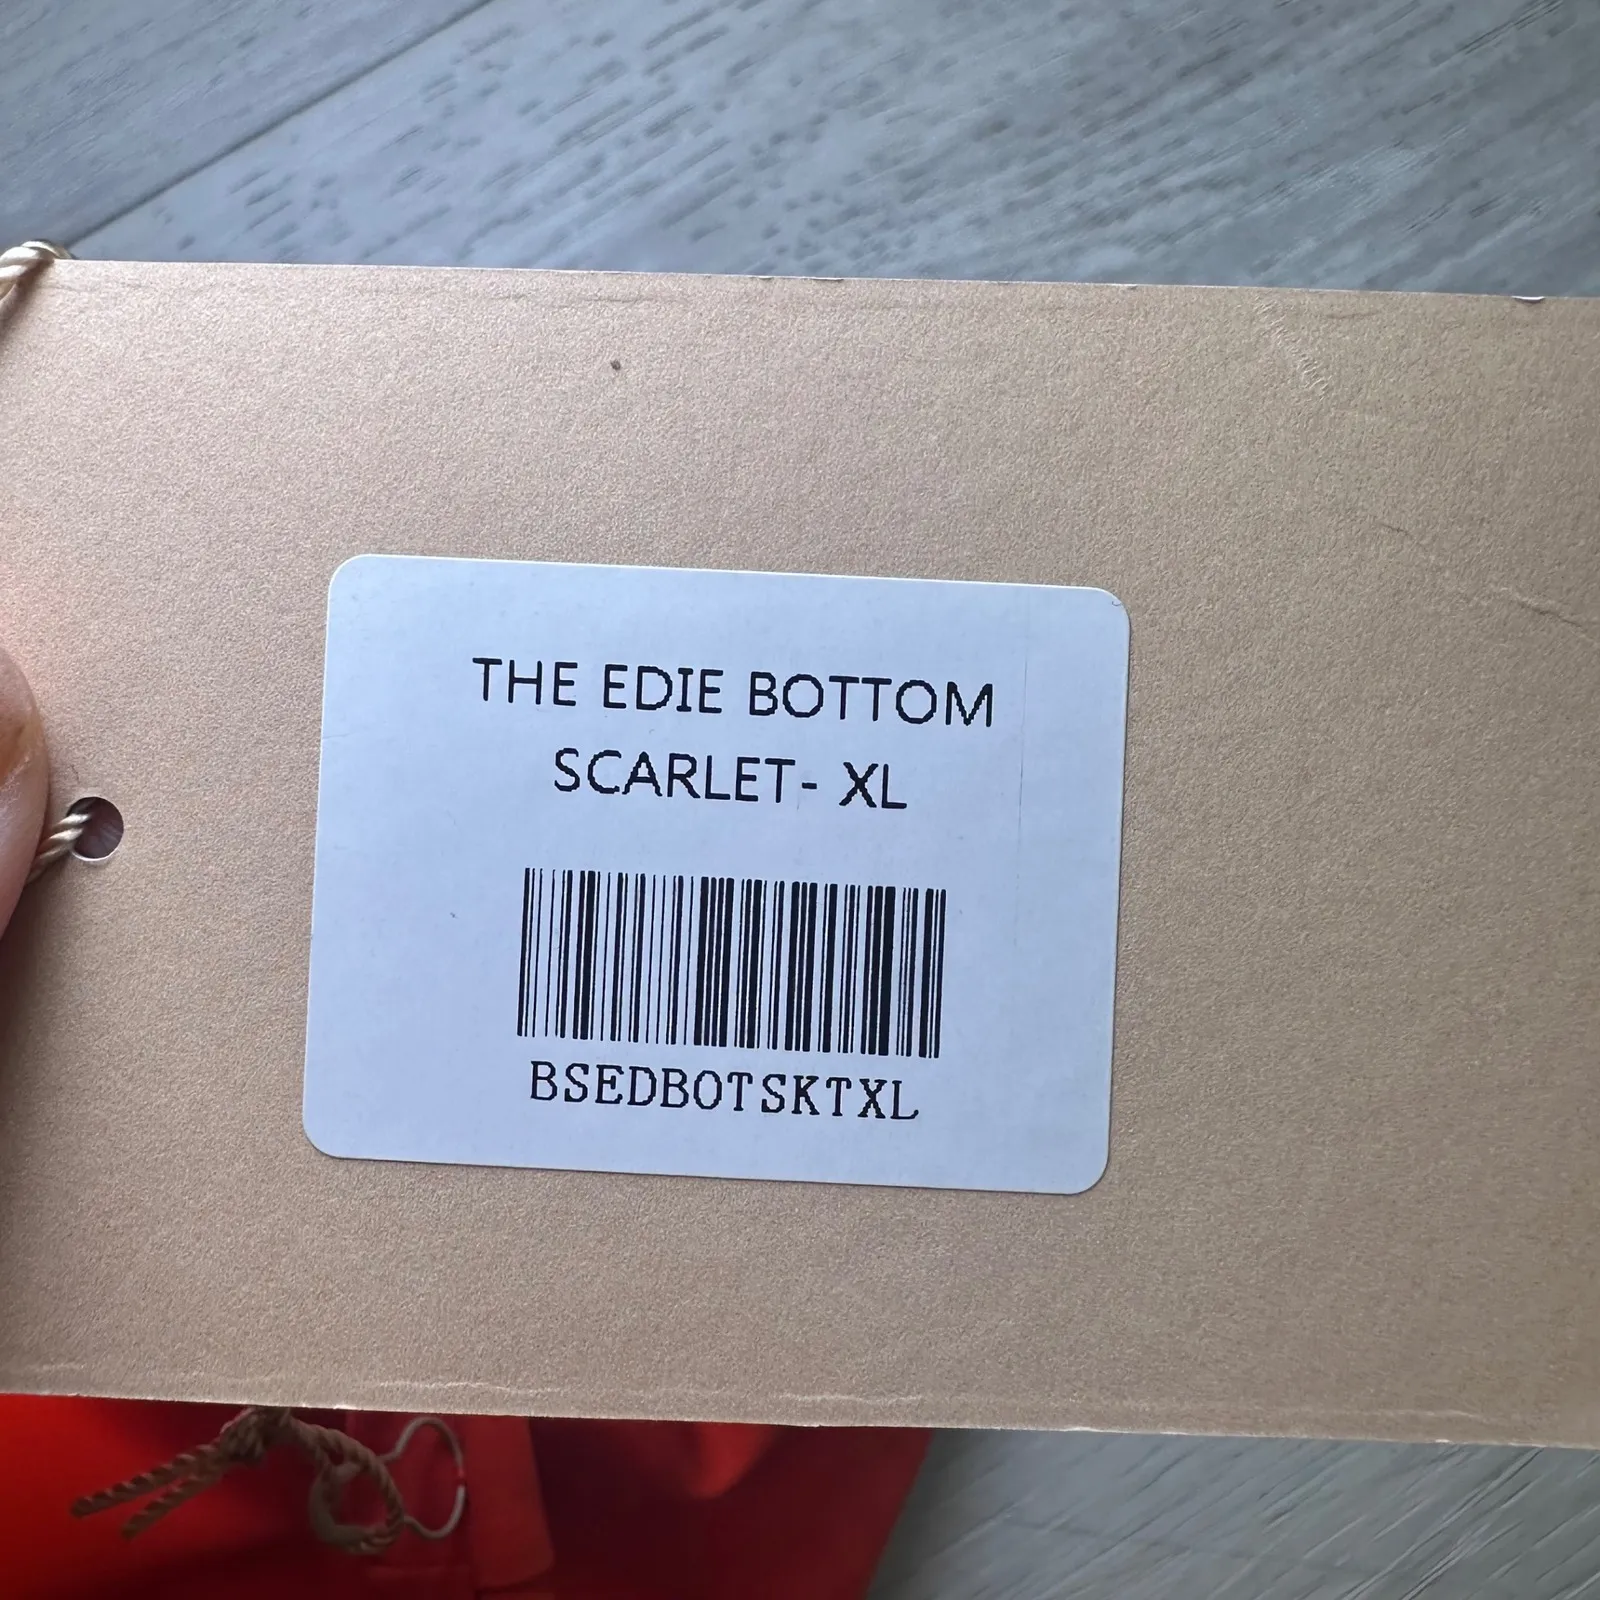 THE EDIE BOTTOM
SCARLET- XL
BSEDBOTSKTXL